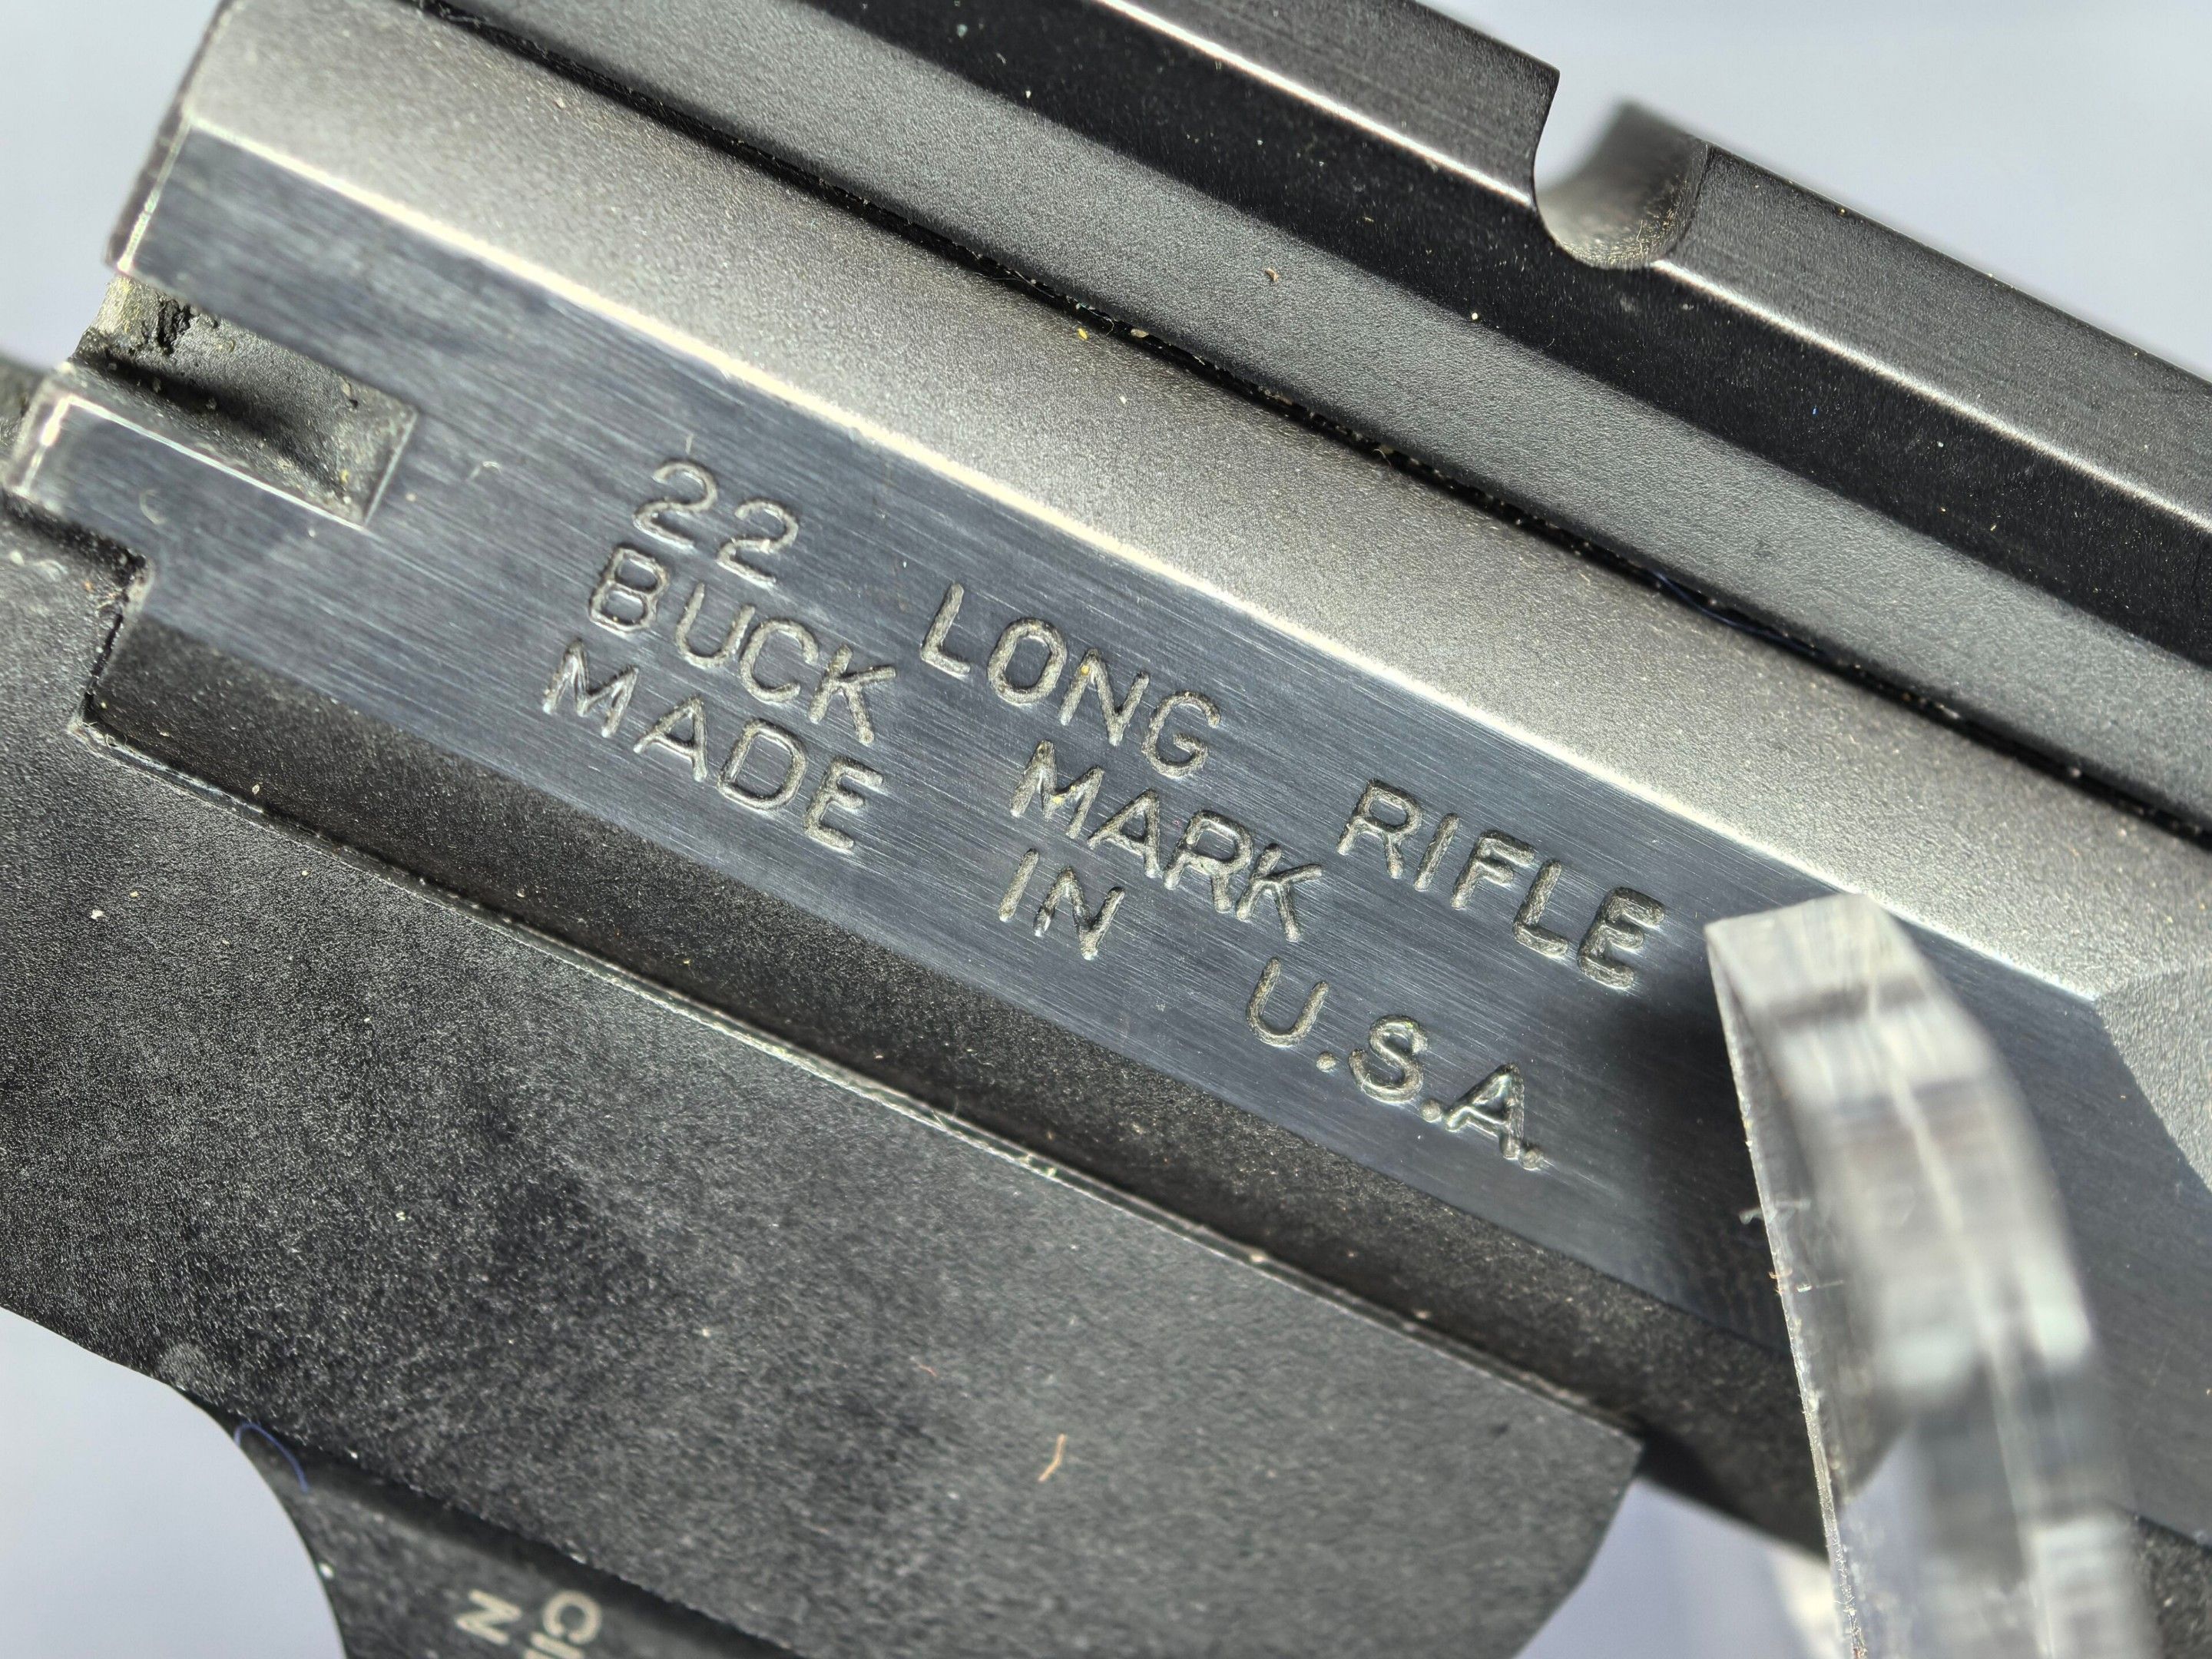 22 LONG RIFLE
BUCK MARK
MADE IN U.S.A.